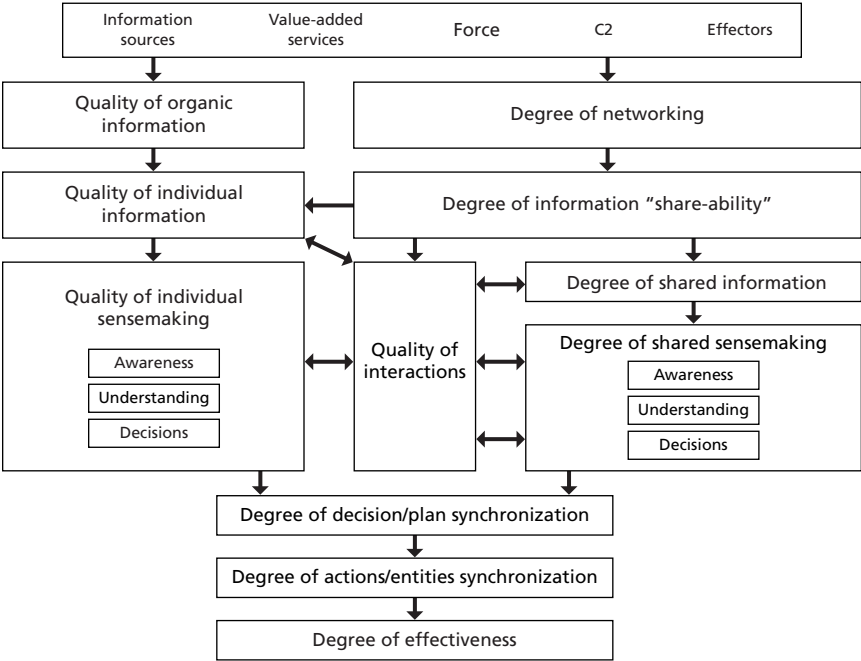 Information
sources
Value-added
services
Force
C2
Effectors
Quality of organic
information
Degree of networking
Quality of individual
information
Degree of information “share-ability”
Quality of individual
sensemaking
Awareness
Understanding
Decisions
Quality of
interactions
Degree of shared information
Degree of shared sensemaking
Awareness
Understanding
Decisions
Degree of decision/plan synchronization
Degree of actions/entities synchronization
Degree of effectiveness